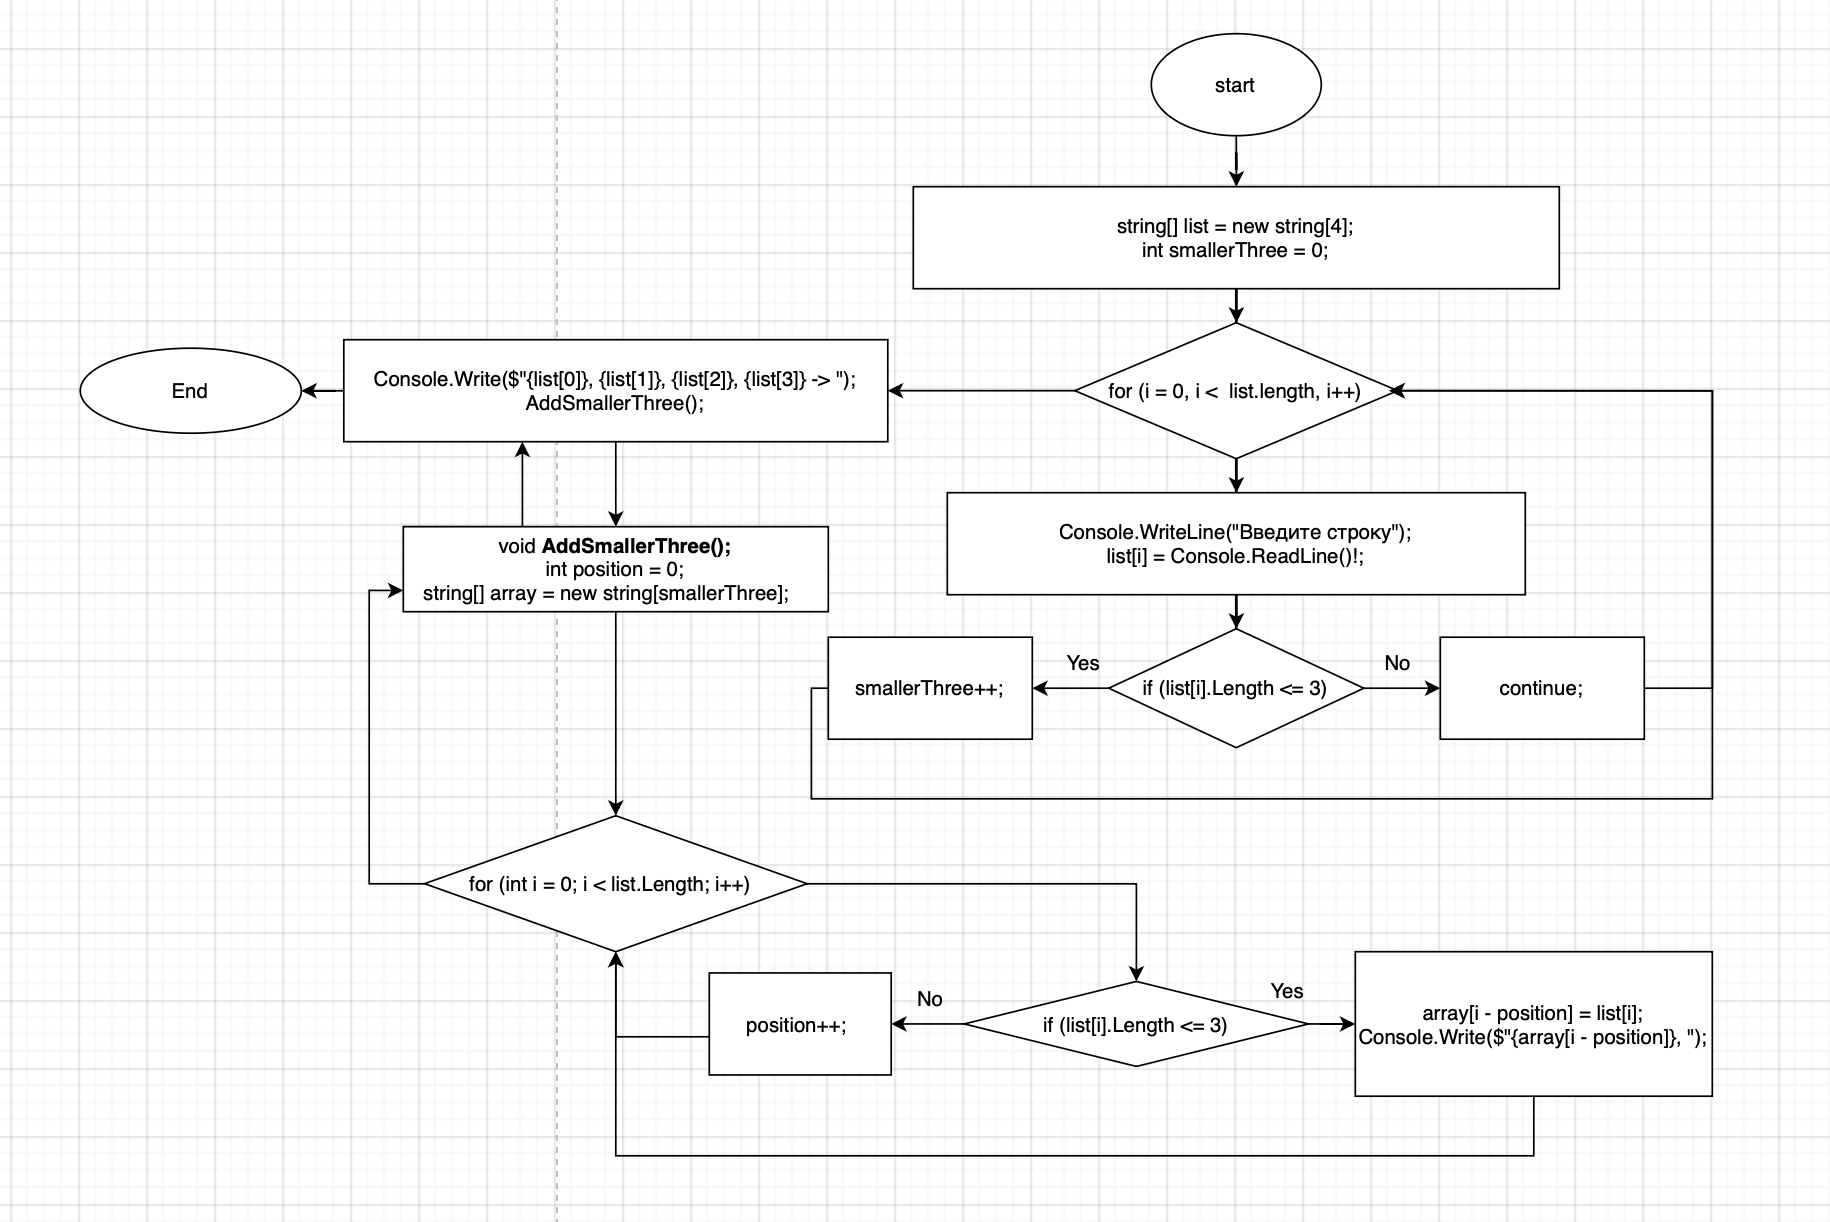 start
string[] list = new string[4];
int smallerThree = 0;
for (i = 0, i < list.length, i++)
Console.Write($"{list[0]}, {list[1]}, {list[2]}, {list[3]} -> ");
AddSmallerThree();
End
Console.WriteLine("Введите строку");
list[i] = Console.ReadLine()!;
void AddSmallerThree();
int position = 0;
string[] array = new string[smallerThree];
if (list[i].Length <= 3)
Yes
smallerThree++;
No
continue;
for (int i = 0; i < list.Length; i++)
if (list[i].Length <= 3)
No
position++;
Yes
array[i - position] = list[i];
Console.Write($"{array[i - position]}, ");